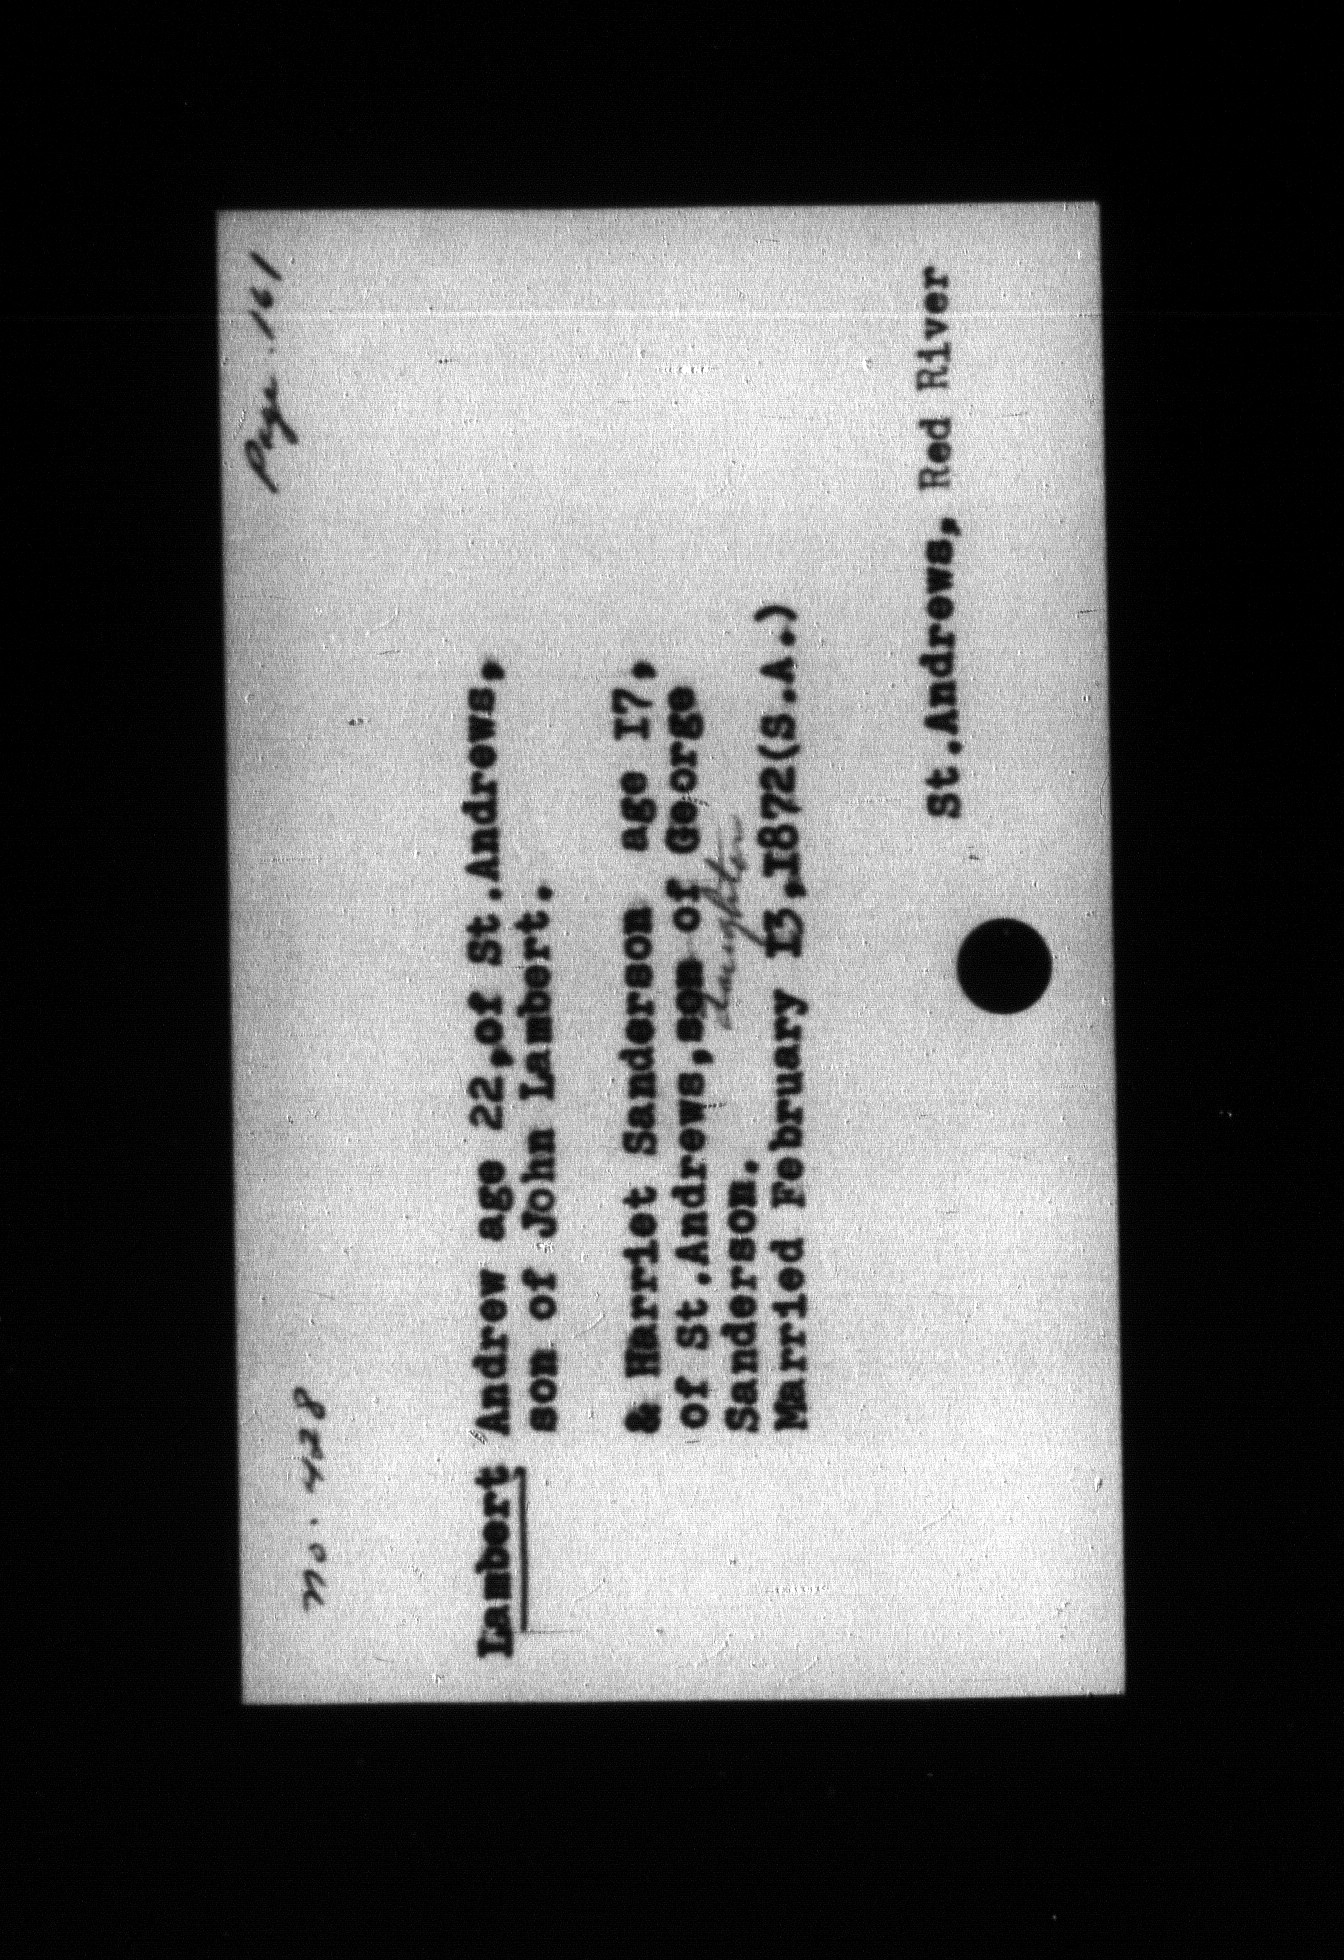 No. 428
Page. 161
Lambert, Andrew age 22,of St.Andrews,
son of John Lambert.
& Harriet Sanderson age I7,
of St.Andrews,son of George
daughter
Sanderson.
Married February I3,I872(S.A.)
St.Andrews, Red River